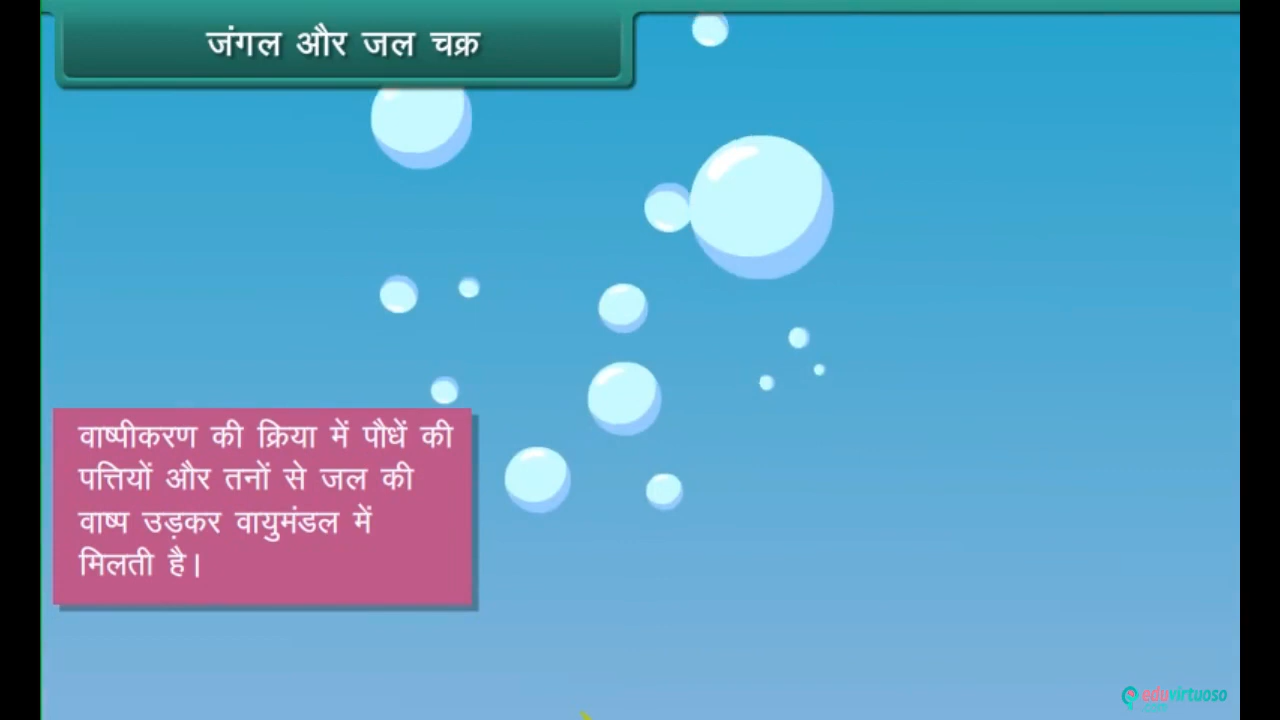 जंगल और जल चक्र
वाष्पीकरण की क्रिया में पौधें की
पत्तियों और तनों से जल की
वाष्प उड़कर वायुमंडल में
मिलती है।
eduvirtuoso